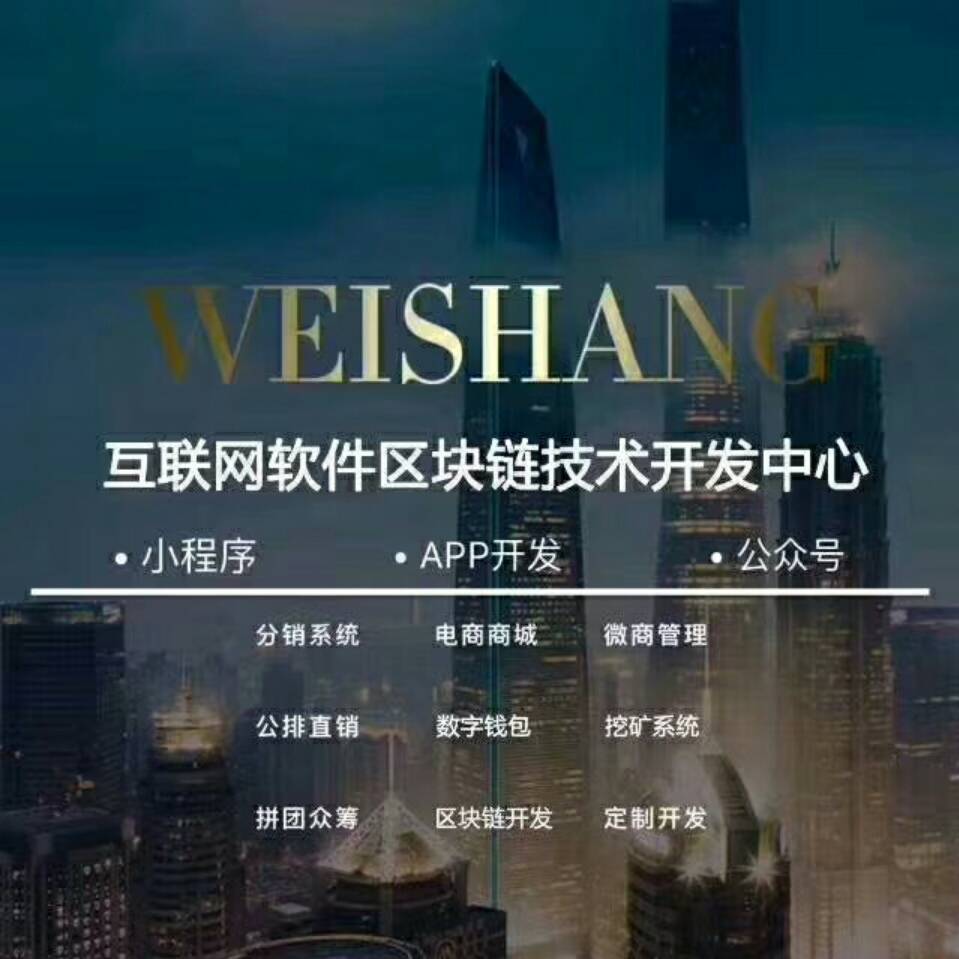 WEISHANG
互联网软件区块链技术开发中心
• 小程序 • APP开发 • 公众号
分销系统 电商商城 微商管理
公排直销 数字钱包 挖矿系统
拼团众筹 区块链开发 定制开发